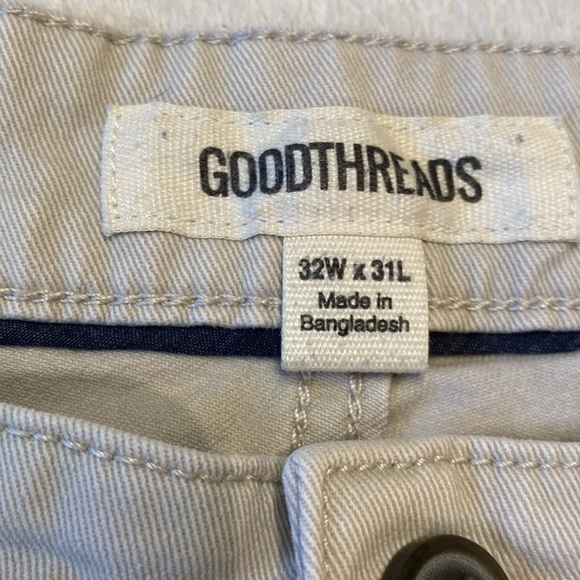 GOODTHREADS
32W x 31L
Made in
Bangladesh